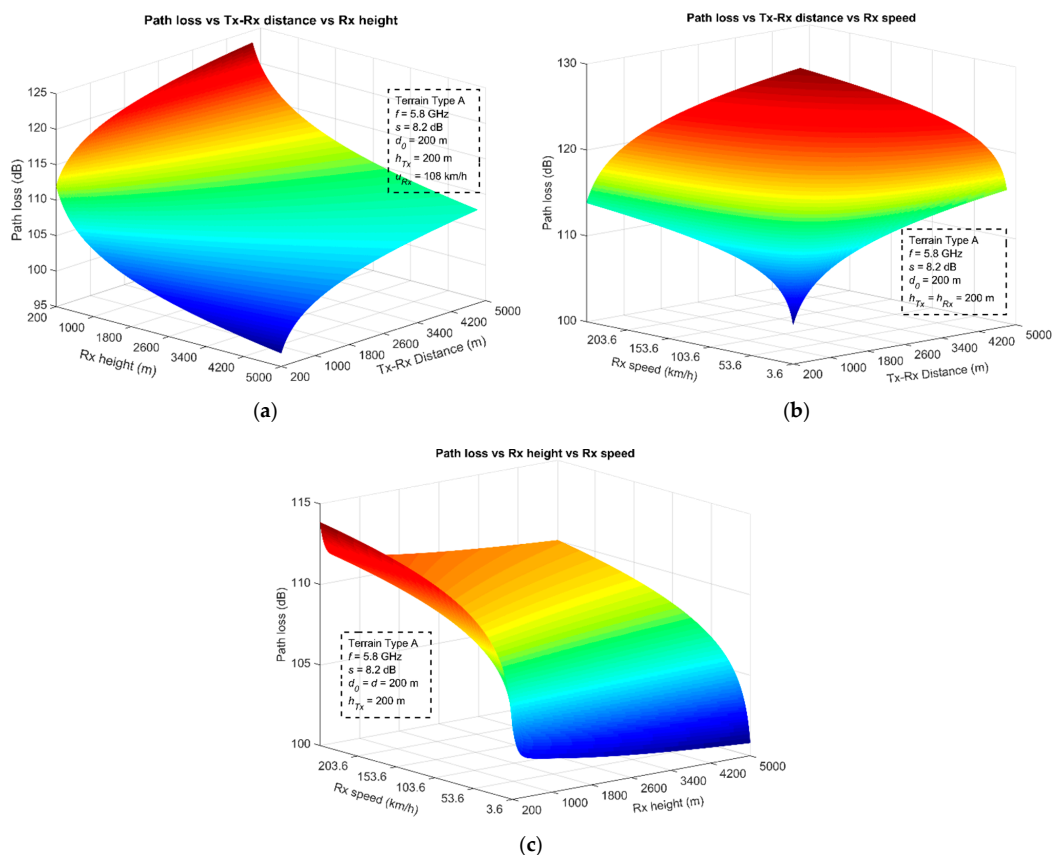 Path loss vs Tx-Rx distance vs Rx height
125
120
115
110
105
100
95
Path loss (dB)
200
1000
1800
2600
3400
4200
5000
Rx height (m)
200
1000
1800
2600
3400
4200
5000
Tx-Rx Distance (m)
Terrain Type A
f = 5.8 GHz
s = 8.2 dB
d0 = 200 m
hTx = 200 m
uRx = 108 km/h
(a)
Path loss vs Tx-Rx distance vs Rx speed
130
120
110
100
Path loss (dB)
203.6
153.6
103.6
53.6
3.6
Rx speed (km/h)
200
1000
1800
2600
3400
4200
5000
Tx-Rx Distance (m)
Terrain Type A
f = 5.8 GHz
s = 8.2 dB
d0 = 200 m
hTx = hRx = 200 m
(b)
Path loss vs Rx height vs Rx speed
115
110
105
100
Path loss (dB)
203.6
153.6
103.6
53.6
3.6
Rx speed (km/h)
200
1000
1800
2600
3400
4200
5000
Rx height (m)
Terrain Type A
f = 5.8 GHz
s = 8.2 dB
d0 = d = 200 m
hTx = 200 m
(c)